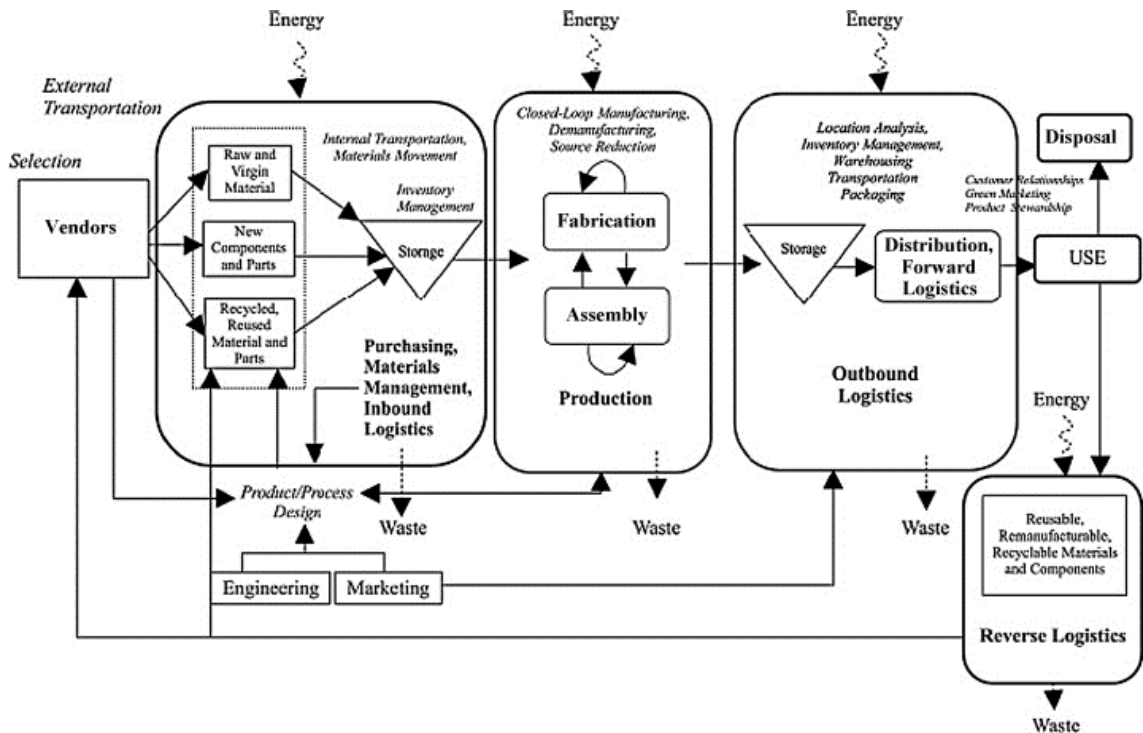 Energy
Energy
Energy
External
Transportation
Selection
Vendors
Raw and
Virgin
Material
New
Components
and Parts
Recycled,
Reused
Material and
Parts
Internal Transportation,
Materials Movement
Inventory
Management
Storage
Purchasing,
Materials
Management,
Inbound
Logistics
Closed-Loop Manufacturing,
Demanufacturing,
Source Reduction
Fabrication
Assembly
Production
Location Analysis,
Inventory Management,
Warehousing
Transportation
Packaging
Storage
Distribution,
Forward
Logistics
Outbound
Logistics
Customer Relationships
Green Marketing
Product Stewardship
Disposal
USE
Energy
Product/Process
Design
Waste
Waste
Waste
Engineering
Marketing
Reusable,
Remanufacturable,
Recyclable Materials
and Components
Reverse Logistics
Waste